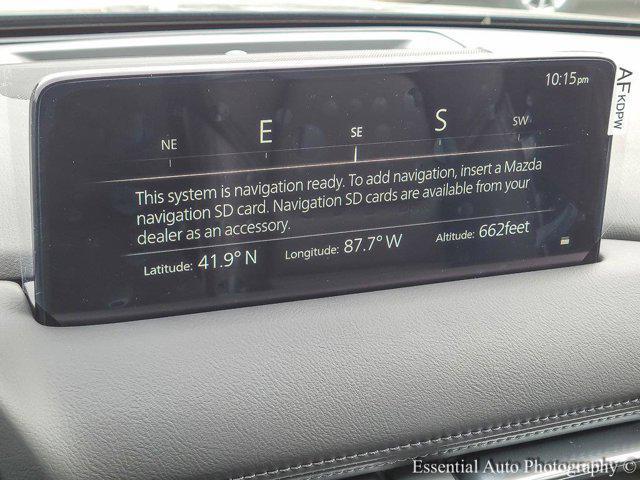 10:15pm
AF KDPW
NE E SE S SW
This system is navigation ready. To add navigation, insert a Mazda
navigation SD card. Navigation SD cards are available from your
dealer as an accessory.
Latitude: 41.9° N Longitude: 87.7° W Altitude: 662feet
Essential Auto Photography ©